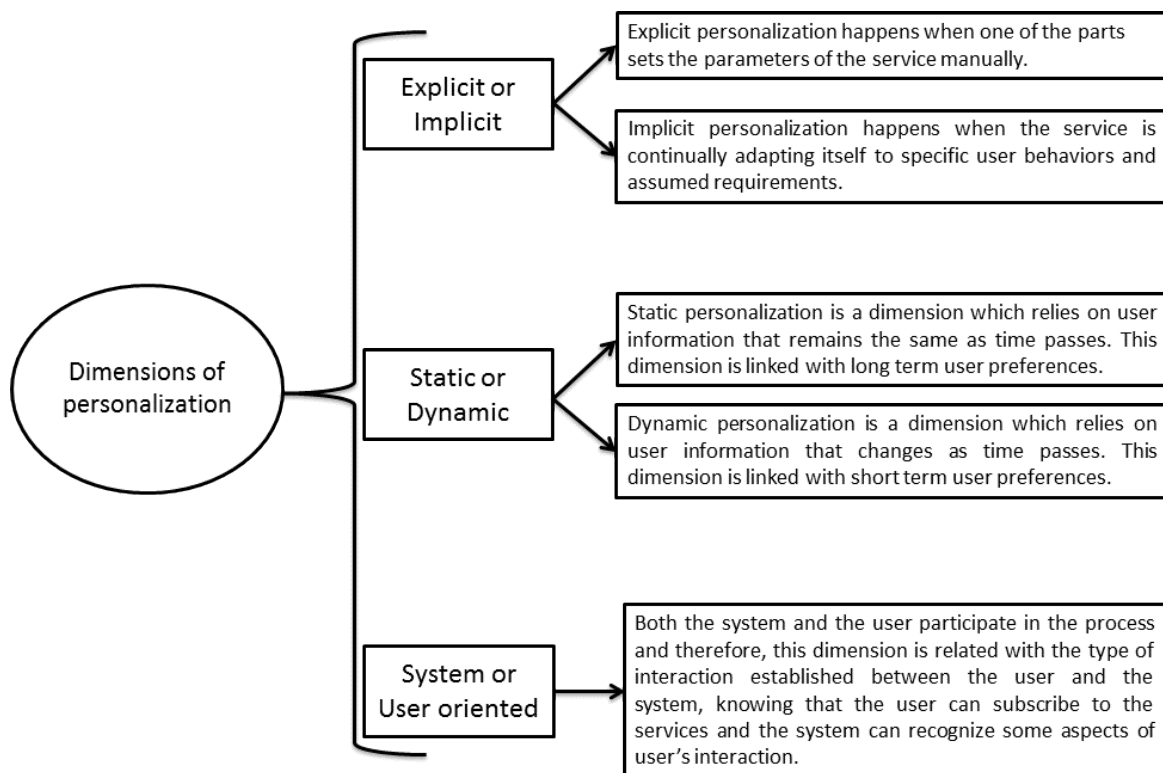 Dimensions of
personalization
Explicit or
Implicit
Explicit personalization happens when one of the parts
sets the parameters of the service manually.
Implicit personalization happens when the service is
continually adapting itself to specific user behaviors and
assumed requirements.
Static or
Dynamic
Static personalization is a dimension which relies on user
information that remains the same as time passes. This
dimension is linked with long term user preferences.
Dynamic personalization is a dimension which relies on
user information that changes as time passes. This
dimension is linked with short term user preferences.
System or
User oriented
Both the system and the user participate in the process
and therefore, this dimension is related with the type of
interaction established between the user and the
system, knowing that the user can subscribe to the
services and the system can recognize some aspects of
user's interaction.